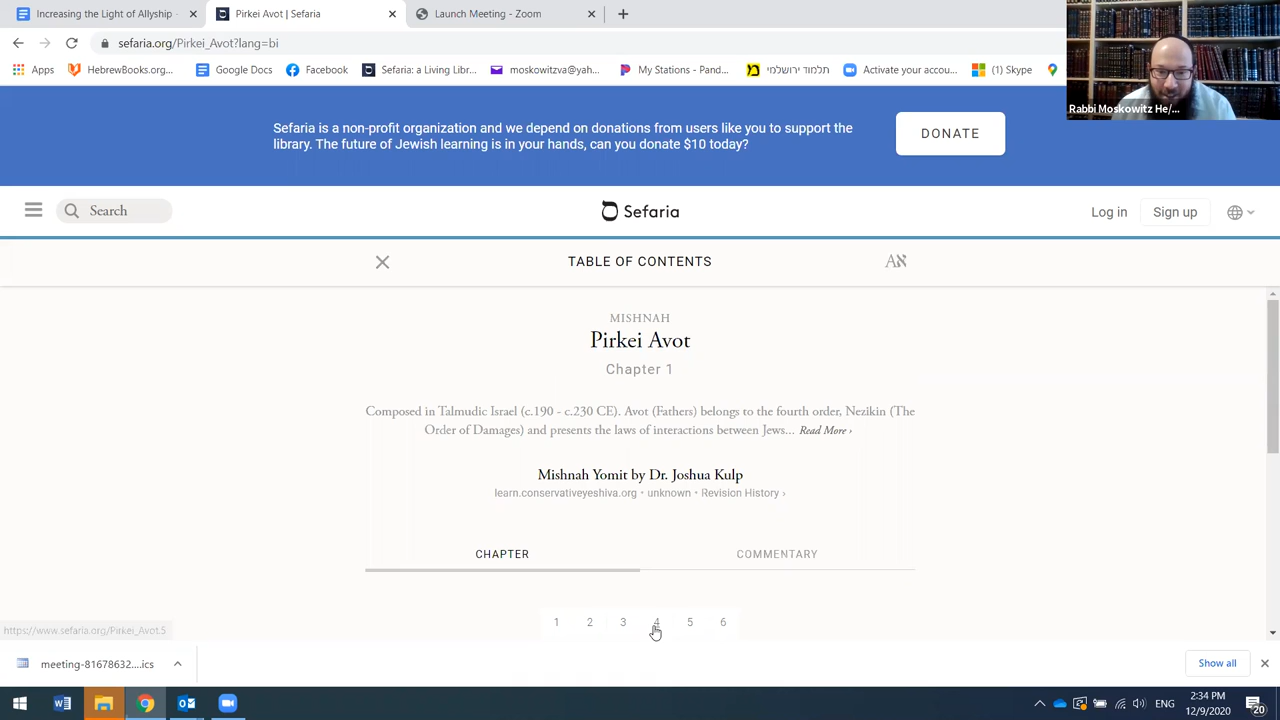 Increasing the Light of Allyship
Pirkei Avot | Sefaria
Launch Meeting - Zoom
sefaria.org/Pirkei_Avot?lang=bi
Apps
HebrewBooks.org...
Google Docs
Facebook
Sefaria: a Living Libr...
moskowitzva@yah...
My Stations - Pand...
תלמוד ירושלמי
Activate your accou...
(1) Skype
Rabbi Moskowitz He/...
Sefaria is a non-profit organization and we depend on donations from users like you to support the
library. The future of Jewish learning is in your hands, can you donate $10 today?
DONATE
Search
Sefaria
Log in
Sign up
TABLE OF CONTENTS
Aא
MISHNAH
Pirkei Avot
Chapter 1
Composed in Talmudic Israel (c.190 - c.230 CE). Avot (Fathers) belongs to the fourth order, Nezikin (The
Order of Damages) and presents the laws of interactions between Jews... Read More ›
Mishnah Yomit by Dr. Joshua Kulp
learn.conservativeyeshiva.org · unknown · Revision History ›
CHAPTER
COMMENTARY
1 2 3 4 5 6
https://www.sefaria.org/Pirkei_Avot.5
meeting-81678632....ics
Show all
2:34 PM
ENG
12/9/2020
20